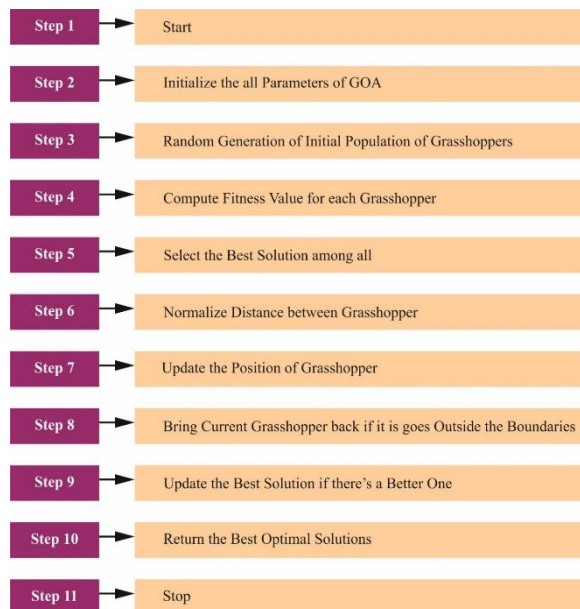 Step 1 Start
Step 2 Initialize the all Parameters of GOA
Step 3 Random Generation of Initial Population of Grasshoppers
Step 4 Compute Fitness Value for each Grasshopper
Step 5 Select the Best Solution among all
Step 6 Normalize Distance between Grasshopper
Step 7 Update the Position of Grasshopper
Step 8 Bring Current Grasshopper back if it is goes Outside the Boundaries
Step 9 Update the Best Solution if there's a Better One
Step 10 Return the Best Optimal Solutions
Step 11 Stop